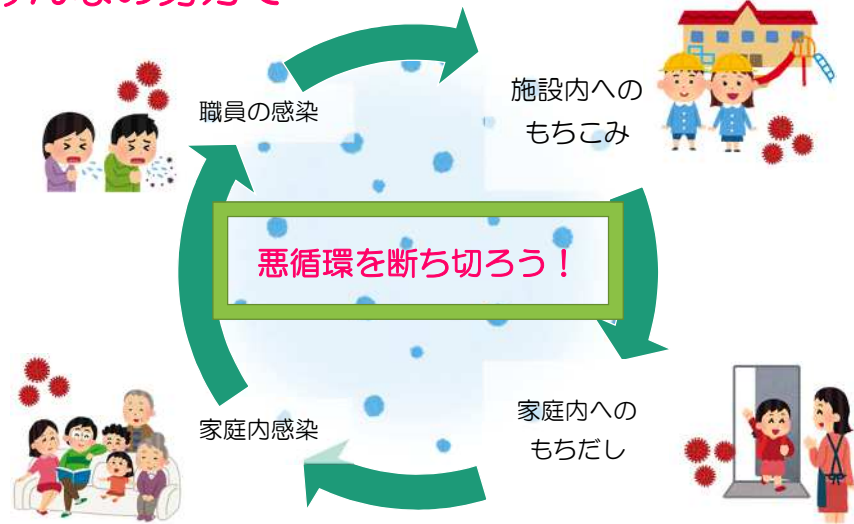 職員の感染
施設内への
もちこみ
悪循環を断ち切ろう！
家庭内感染
家庭内への
もちだし